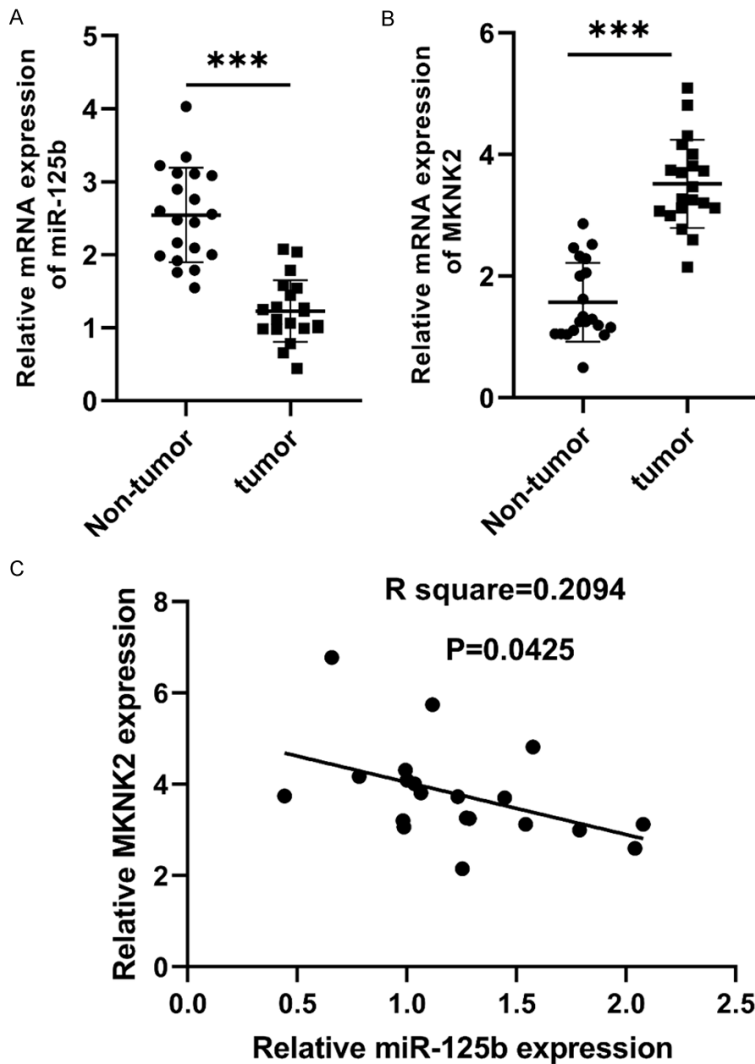 A
Relative mRNA expression
of miR-125b
5
4
3
2
1
0
***
Non-tumor
tumor
B
Relative mRNA expression
of MKNK2
6
4
2
0
***
Non-tumor
tumor
C
R square=0.2094
P=0.0425
Relative MKNK2 expression
8
6
4
2
0
0.0 0.5 1.0 1.5 2.0 2.5
Relative miR-125b expression